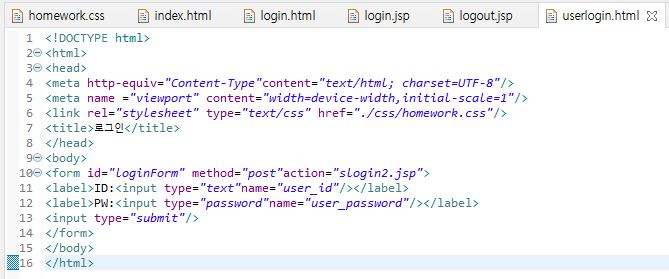 homework.css index.html login.html login.jsp logout.jsp userlogin.html
1 <!DOCTYPE html>
2 <html>
3 <head>
4 <meta http-equiv="Content-Type"content="text/html; charset=UTF-8"/>
5 <meta name ="viewport" content="width=device-width,initial-scale=1"/>
6 <link rel="stylesheet" type="text/css" href="./css/homework.css"/>
7 <title>로그인</title>
8 </head>
9 <body>
10 <form id="loginForm" method="post"action="slogin2.jsp">
11 <label>ID:<input type="text"name="user_id"/></label>
12 <label>PW:<input type="password"name="user_password"/></label>
13 <input type="submit"/>
14 </form>
15 </body>
16 </html>